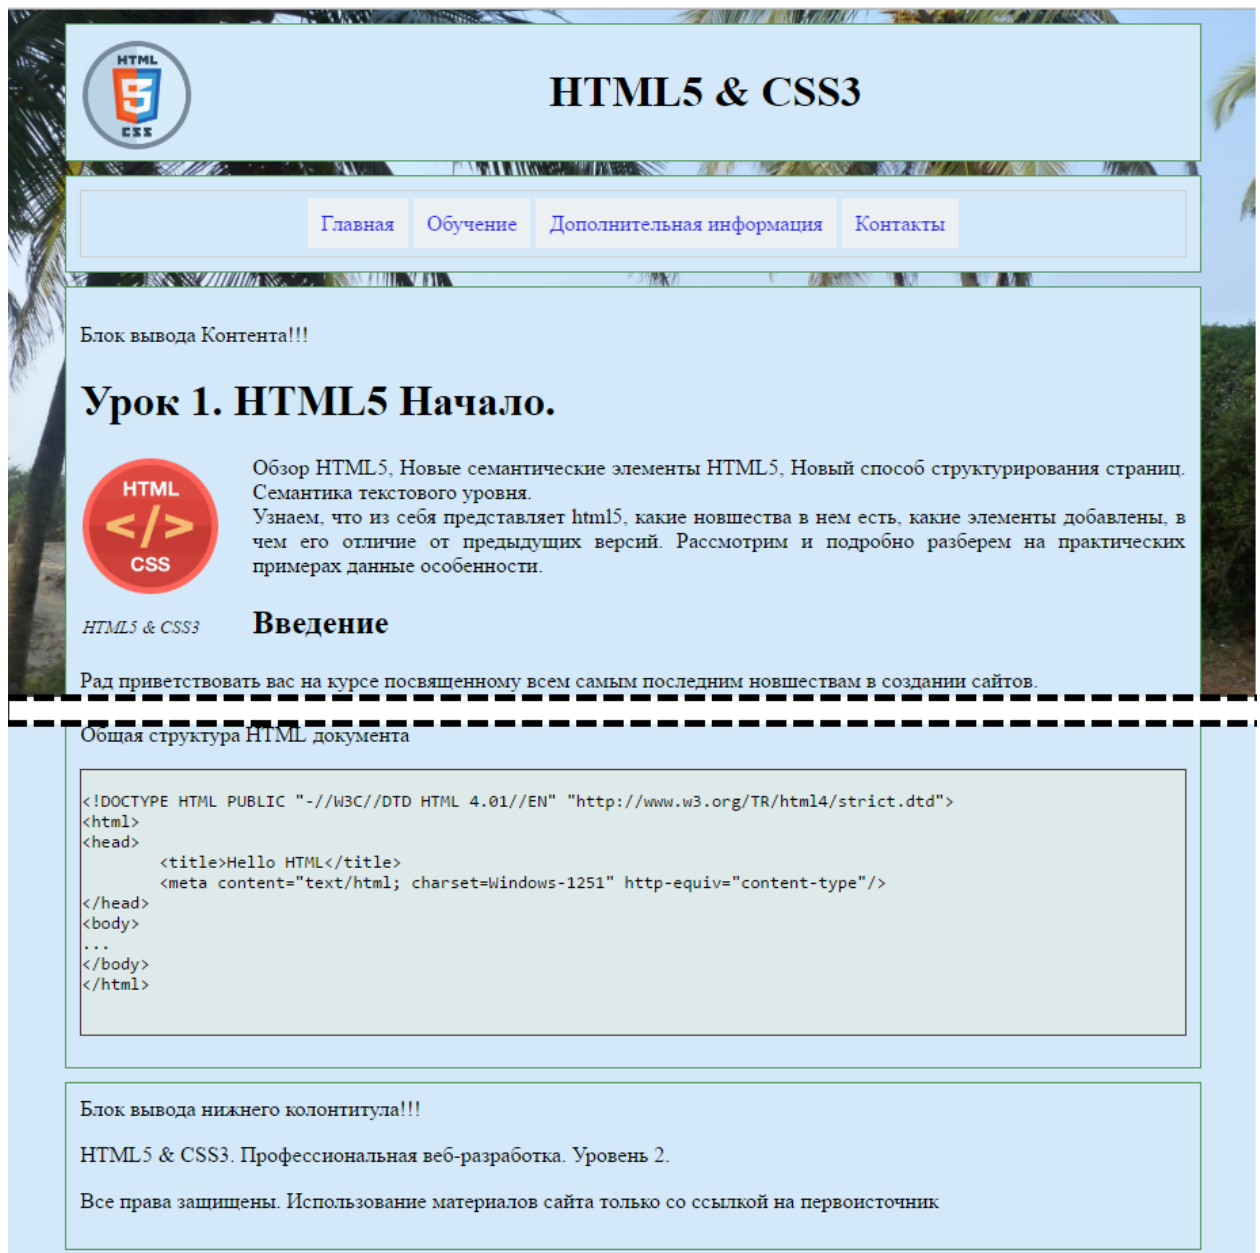 HTML
5
CSS
HTML5 & CSS3
Главная Обучение Дополнительная информация Контакты
Блок вывода Контента!!!
Урок 1. HTML5 Начало.
HTML
</>
CSS
HTML5 & CSS3
Обзор HTML5, Новые семантические элементы HTML5, Новый способ структурирования страниц.
Семантика текстового уровня.
Узнаем, что из себя представляет html5, какие новшества в нем есть, какие элементы добавлены, в
чем его отличие от предыдущих версий. Рассмотрим и подробно разберем на практических
примерах данные особенности.
Введение
Рад приветствовать вас на курсе посвященному всем самым последним новшествам в создании сайтов.
Общая структура HTML документа
<!DOCTYPE HTML PUBLIC "-//W3C//DTD HTML 4.01//EN" "http://www.w3.org/TR/html4/strict.dtd">
<html>
<head>
<title>Hello HTML</title>
<meta content="text/html; charset=Windows-1251" http-equiv="content-type"/>
</head>
<body>
...
</body>
</html>
Блок вывода нижнего колонтитула!!!
HTML5 & CSS3. Профессиональная веб-разработка. Уровень 2.
Все права защищены. Использование материалов сайта только со ссылкой на первоисточник